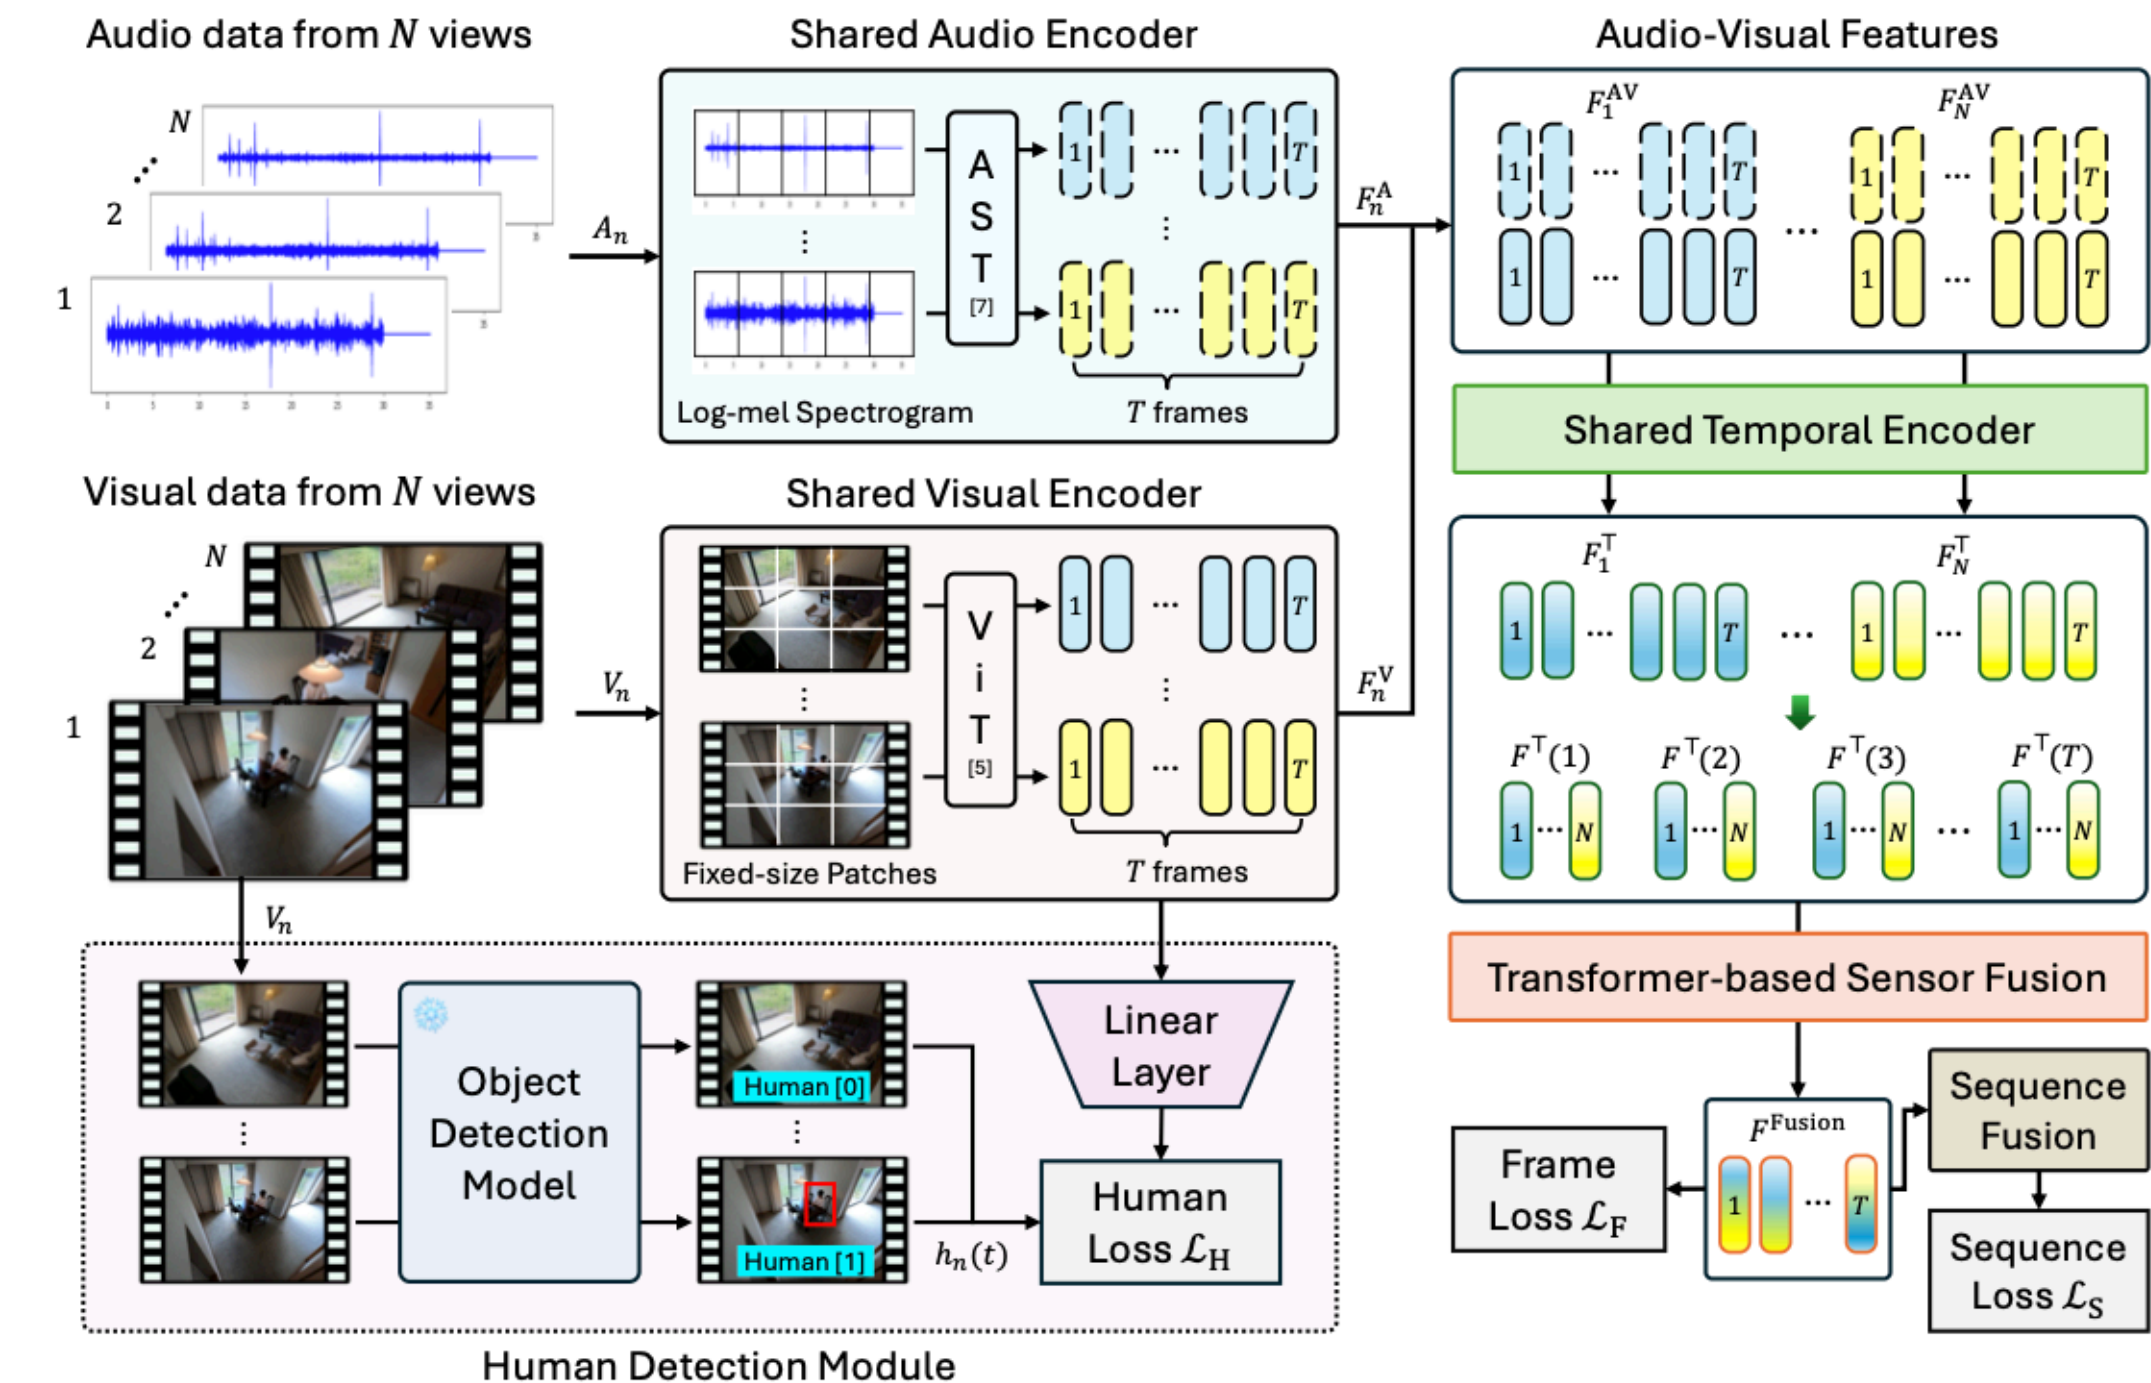 Audio data from N views
N
2
1
A_n
Shared Audio Encoder
A
S
T
[7]
1 ... T
1 ... T
Log-mel Spectrogram
T frames
F_n^A
Visual data from N views
N
2
1
V_n
V_n
Shared Visual Encoder
V
i
T
[5]
1 ... T
1 ... T
Fixed-size Patches
T frames
F_n^V
Object
Detection
Model
Human [0]
Human [1]
h_n(t)
Linear
Layer
Human
Loss ℒ_H
Human Detection Module
Audio-Visual Features
F_1^AV F_N^AV
1 ... T ... 1 ... T
1 ... T 1 ... T
Shared Temporal Encoder
F_1^T F_N^T
1 ... T ... 1 ... T
F^T(1) F^T(2) F^T(3) F^T(T)
1 ... N 1 ... N 1 ... N ... 1 ... N
Transformer-based Sensor Fusion
F^Fusion
1 ... T
Frame
Loss ℒ_F
Sequence
Fusion
Sequence
Loss ℒ_S